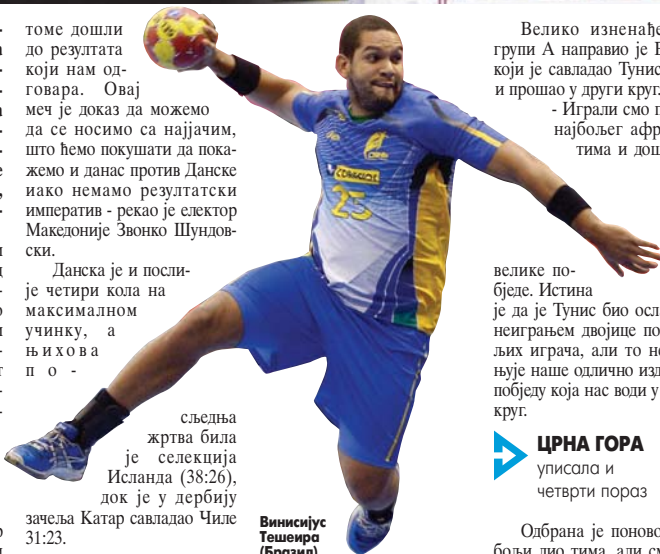 томе дошли
до резултата
који нам од-
говара. Овај
меч је доказ да можемо
да се носимо са најјачим,
што ћемо покушати да пока-
жемо и данас против Данске
иако немамо резултатски
императив - рекао је електор
Македоније Звонко Шундов-
ски.
Данска је и посли-
је четири кола на
максималном
учинку, а
њихова
по-
сљедња
жртва била
је селекција
Исланда (38:26),
док је у дербију
зачеља Катар савладао Чиле
31:23.
25
Винисијус
Тешеира
(Бразил)
Велико изненађе
групи А направио је
који је савладао Тунис
и прошао у други круг.
- Играли смо
најбољег афр
тима и дош
велике по-
бједе. Истина
је да је Тунис био осл
неиграњем двојице по
љих играча, али то не
њује наше одлично изд
побједу која нас води у
круг.
ЦРНА ГОРА
уписала и
четврти пораз
Одбрана је поново
бољи дио тима, али см